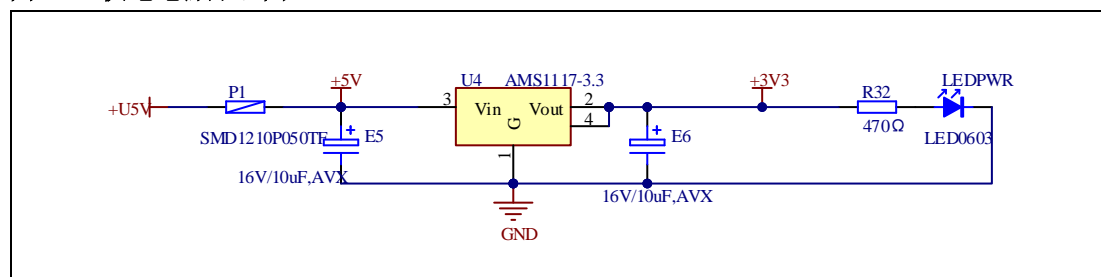 P1
+5V
U4 AMS1117-3.3
+3V3
LEDPWR
+U5V
3
Vin
Vout
2
4
G
1
R32
SMD1210P050TF
E5
E6
470Ω
LED0603
16V/10uF,AVX
16V/10uF,AVX
GND